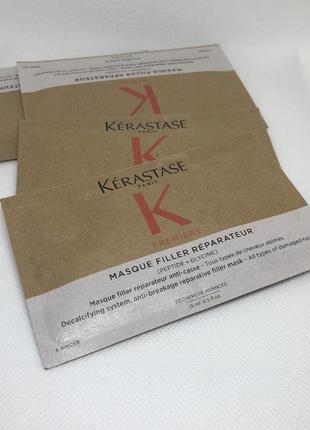 MASQUE FILLER RÉPARATEUR
KÉRASTASE
PARIS
K
KÉRASTASE
PARIS
K
PREMIÈRE
MASQUE FILLER RÉPARATEUR
[PEPTIDE + GLYCINE]
Masque filler réparateur anti-casse - Tous types de cheveux abîmés
Decalcifying system, anti-breakage reparative filler mask - All types of damaged
RECHERCHE AVANCÉE
15 ml 0.5 fl.oz.
A RINCER